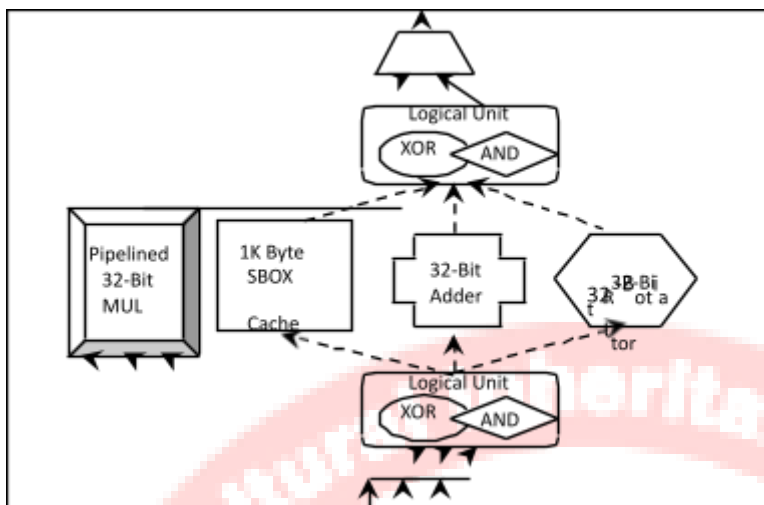 Logical Unit
XOR
AND
Pipelined
32-Bit
MUL
1K Byte
SBOX
Cache
32-Bit
Adder
tor
Logical Unit
XOR
AND